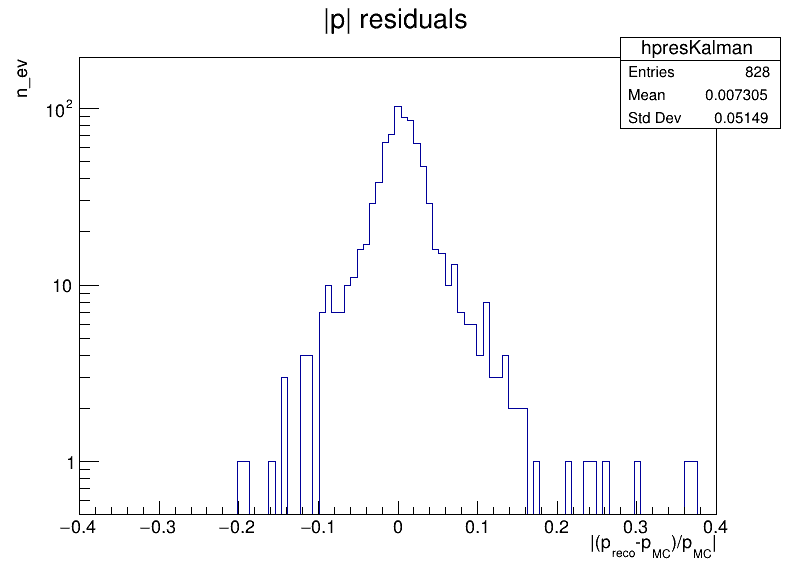 |p| residuals
hpresKalman
Entries 828
Mean 0.007305
Std Dev 0.05149
n_ev
10²
10
1
−0.4 −0.3 −0.2 −0.1 0 0.1 0.2 0.3 0.4
|(p_reco-p_MC)/p_MC|